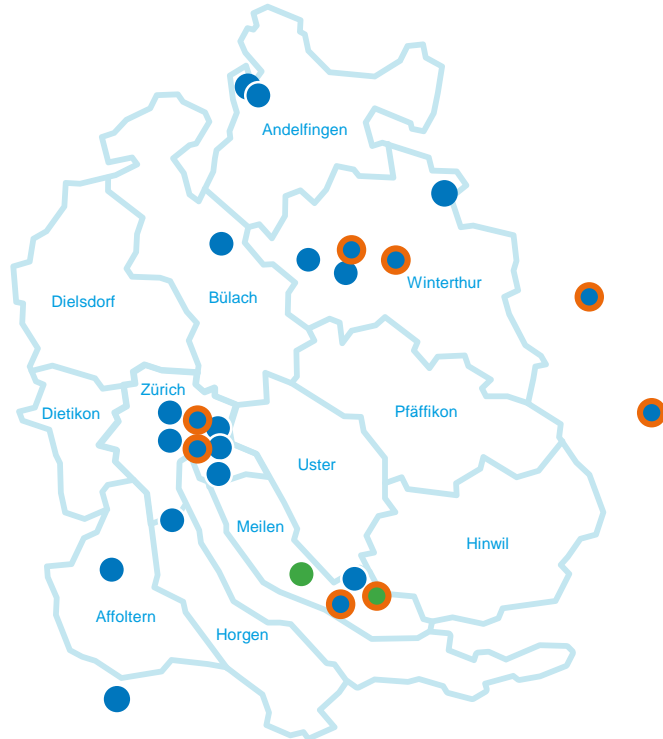 Andelfingen
Winterthur
Dielsdorf
Bülach
Zürich
Dietikon
Pfäffikon
Uster
Meilen
Hinwil
Affoltern
Horgen